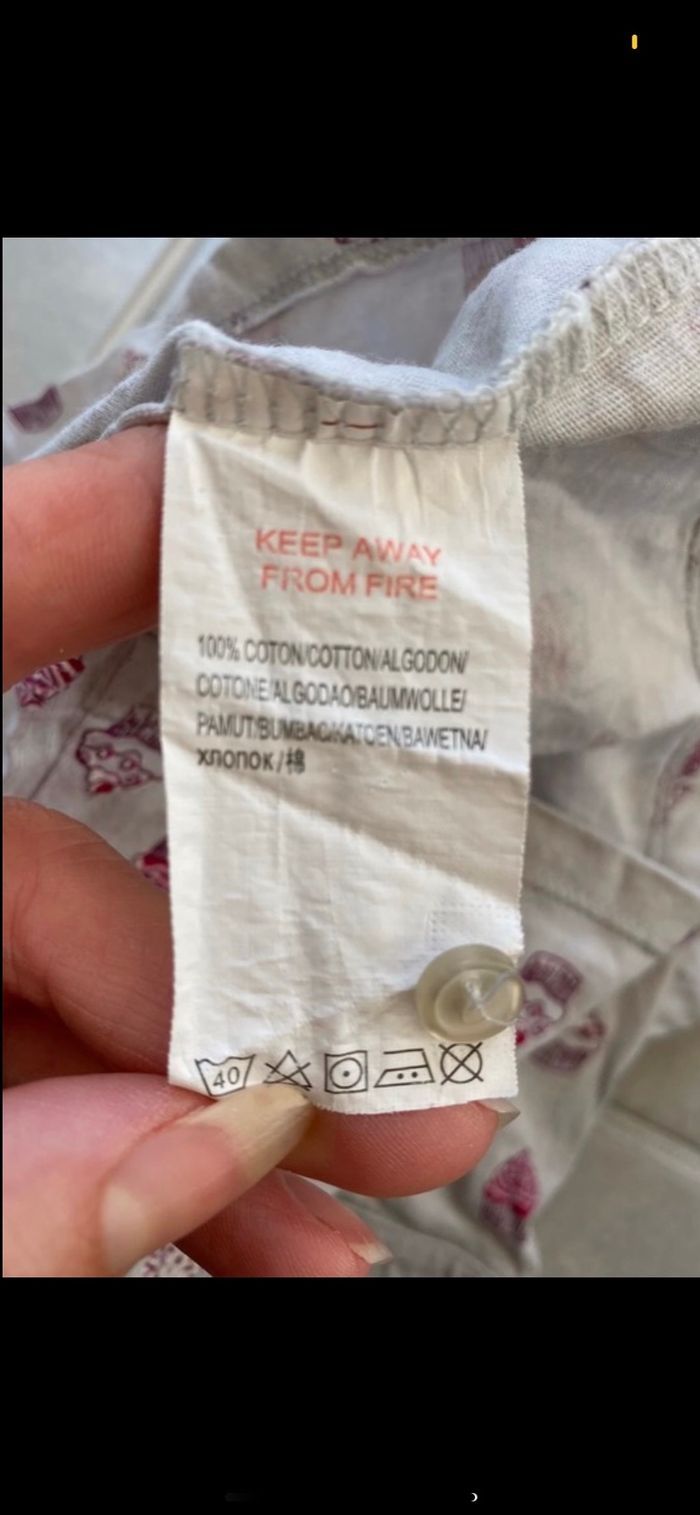 KEEP AWAY
FROM FIRE
100% COTON/COTTON/ALGODON/
COTONE/ALGODAO/BAUMWOLLE/
PAMUT/BUMBAC/KATOEN/BAWETNA/
хлопок/棉
40